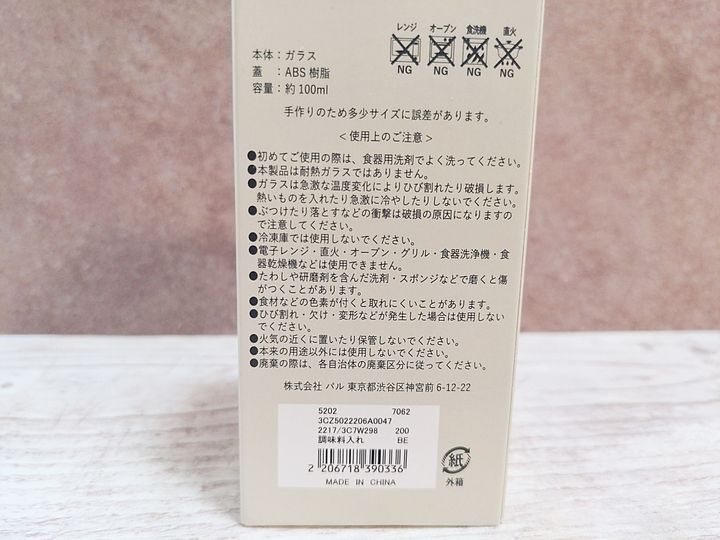 レンジ オーブン 食洗機 直火
NG NG NG NG
本体：ガラス
蓋 ：ABS 樹脂
容量：約 100ml
手作りのため多少サイズに誤差があります。
＜使用上のご注意＞
●初めてご使用の際は、食器用洗剤でよく洗ってください。
●本製品は耐熱ガラスではありません。
●ガラスは急激な温度変化によりひび割れたり破損します。
熱いものを入れたり急激に冷やしたりしないでください。
●ぶつけたり落とすなどの衝撃は破損の原因になりますの
で注意してください。
●冷凍庫では使用しないでください。
●電子レンジ・直火・オーブン・グリル・食器洗浄機・食
器乾燥機などは使用できません。
●たわしや研磨剤を含んだ洗剤・スポンジなどで磨くと傷
がつくことがあります。
●食材などの色素が付くと取れにくいことがあります。
●ひび割れ・欠け・変形などが発生した場合は使用しない
でください。
●火気の近くに置いたり保管しないでください。
●本来の用途以外には使用しないでください。
●廃棄の際は、各自治体の廃棄区分に従ってください。
株式会社 パル 東京都渋谷区神宮前 6-12-22
5202 7062
3CZ5022206A0047
2217/3C7W298 200
調味料入れ BE
2 206718 390336
MADE IN CHINA
紙
外箱